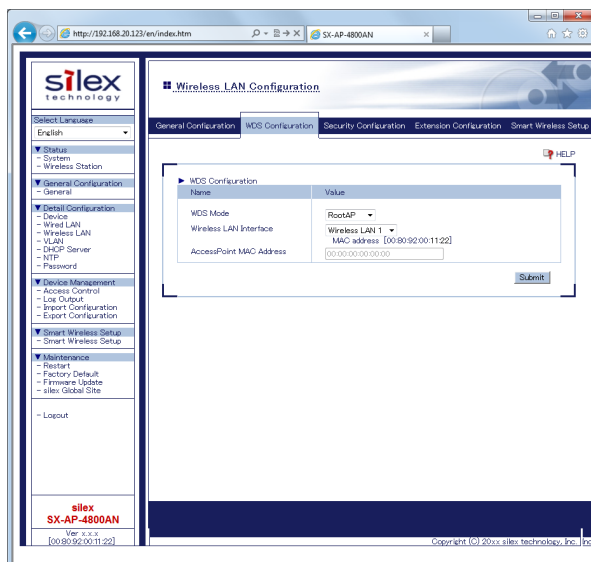 http://192.168.20.123/en/index.htm
SX-AP-4800AN
silex
technology
Select Language
English
▼ Status
- System
- Wireless Station
▼ General Configuration
- General
▼ Detail Configuration
- Device
- Wired LAN
- Wireless LAN
- VLAN
- DHCP Server
- NTP
- Password
▼ Device Management
- Access Control
- Log Output
- Import Configuration
- Export Configuration
▼ Smart Wireless Setup
- Smart Wireless Setup
▼ Maintenance
- Restart
- Factory Default
- Firmware Update
- silex Global Site
- Logout
silex
SX-AP-4800AN
Ver x.x.x
[00:80:92:00:11:22]
Wireless LAN Configuration
General Configuration WDS Configuration Security Configuration Extension Configuration Smart Wireless Setup
HELP
WDS Configuration
Name Value
WDS Mode RootAP
Wireless LAN Interface Wireless LAN 1
MAC address [00:80:92:00:11:22]
AccessPoint MAC Address 00:00:00:00:00:00
Submit
Copyright (C) 20xx silex technology, Inc. Inc